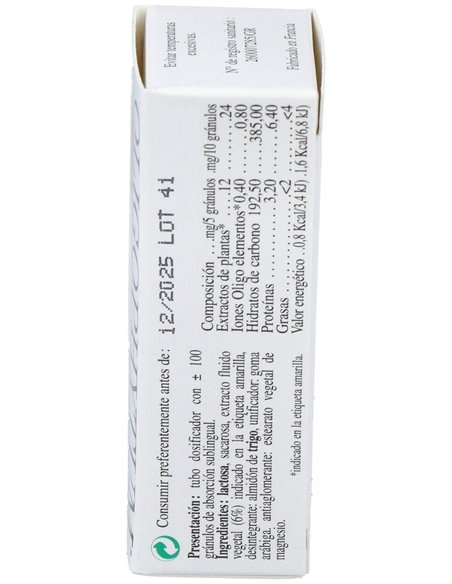 Evitar temperaturas
excesivas.
N° de registro sanitario :
26000728S/GR
Fabricado en Francia
Consumir preferentemente antes de:
12/2025 LOT 41
Presentación: tubo dosificador con ± 100
gránulos de absorción sublingual.
Ingredientes: lactosa, sacarosa, extracto fluido
vegetal (6%) indicado en la etiqueta amarilla,
desintegrante: almidón de trigo, unificador: goma
arábiga, antiaglomerante: estearato vegetal de
magnesio.
Composición ...mg/5 gránulos .mg/10 gránulos
Extractos de plantas* ....12..................24
Iones Oligo elementos*0,40................0,80
Hidratos de carbono 192,50..............385,00
Proteínas ..................3,20................6,40
Grasas ......................<2..................<4
Valor energético ..0,8 Kcal/3,4 kJ) .1,6 Kcal/6,8 kJ)
*indicado en la etiqueta amarilla.